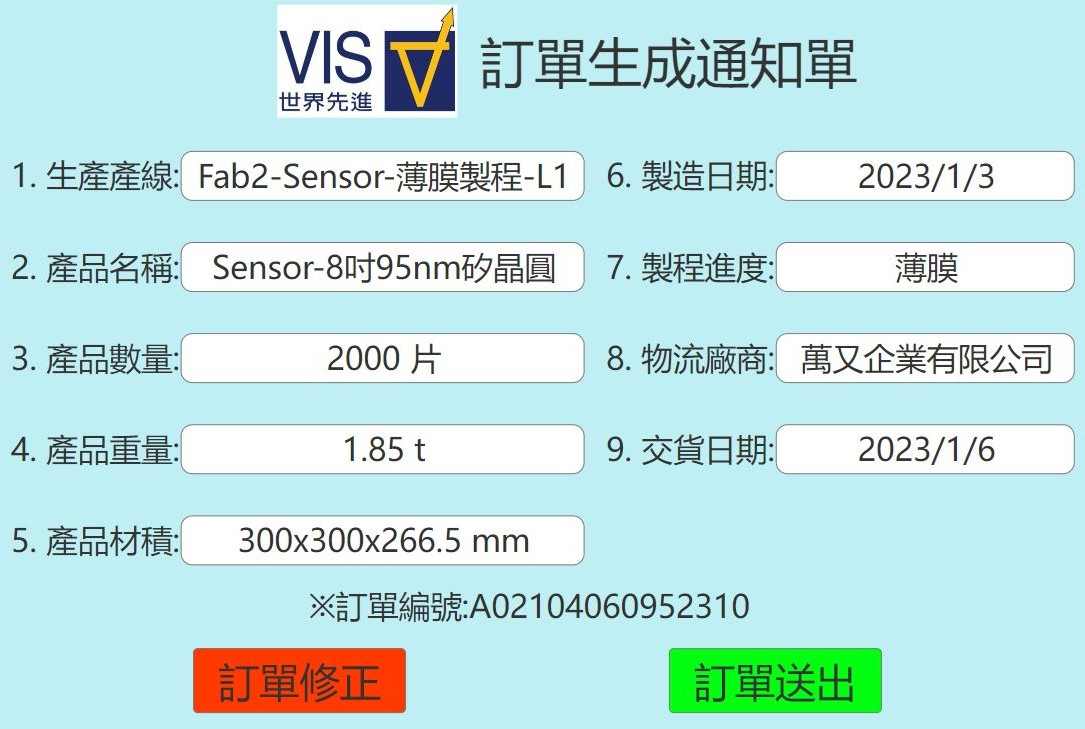 VIS
世界先進
訂單生成通知單
1. 生產產線: Fab2-Sensor-薄膜製程-L1
6. 製造日期: 2023/1/3
2. 產品名稱: Sensor-8吋95nm矽晶圓
7. 製程進度: 薄膜
3. 產品數量: 2000 片
8. 物流廠商: 萬又企業有限公司
4. 產品重量: 1.85 t
9. 交貨日期: 2023/1/6
5. 產品材積: 300x300x266.5 mm
※訂單編號:A02104060952310
訂單修正
訂單送出